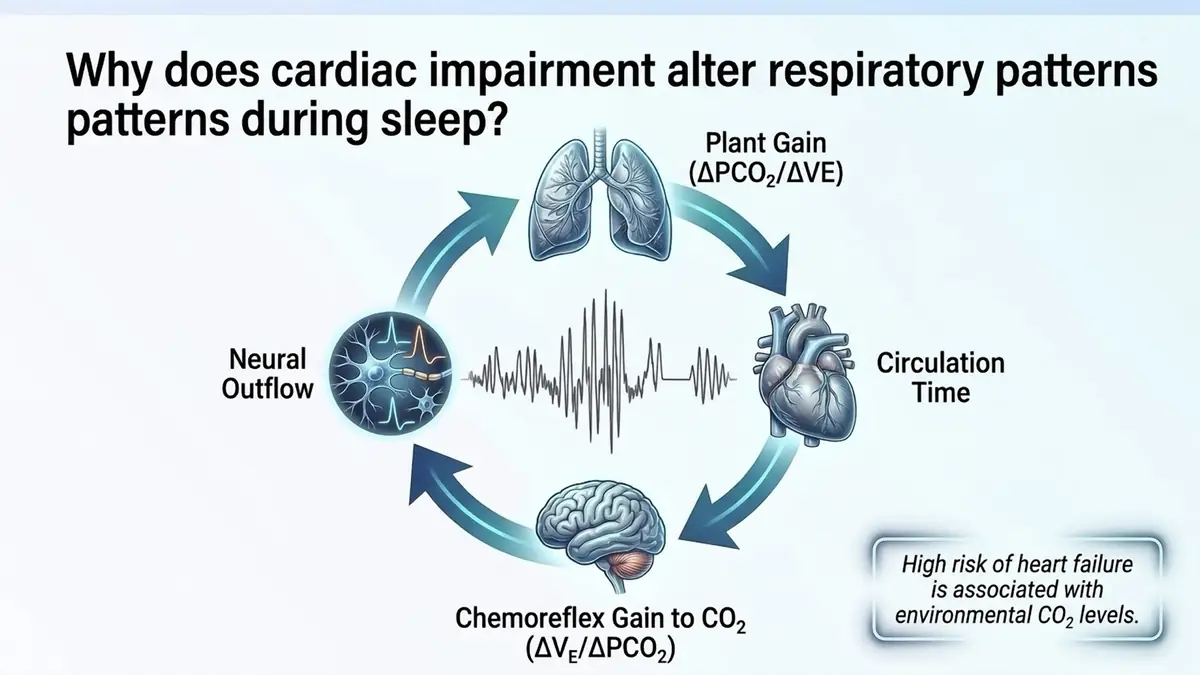 Why does cardiac impairment alter respiratory patterns
patterns during sleep?
Plant Gain
(ΔPCO₂/ΔVE)
Neural
Outflow
Circulation
Time
Chemoreflex Gain to CO₂
(ΔV_E/ΔPCO₂)
High risk of heart failure
is associated with
environmental CO₂ levels.